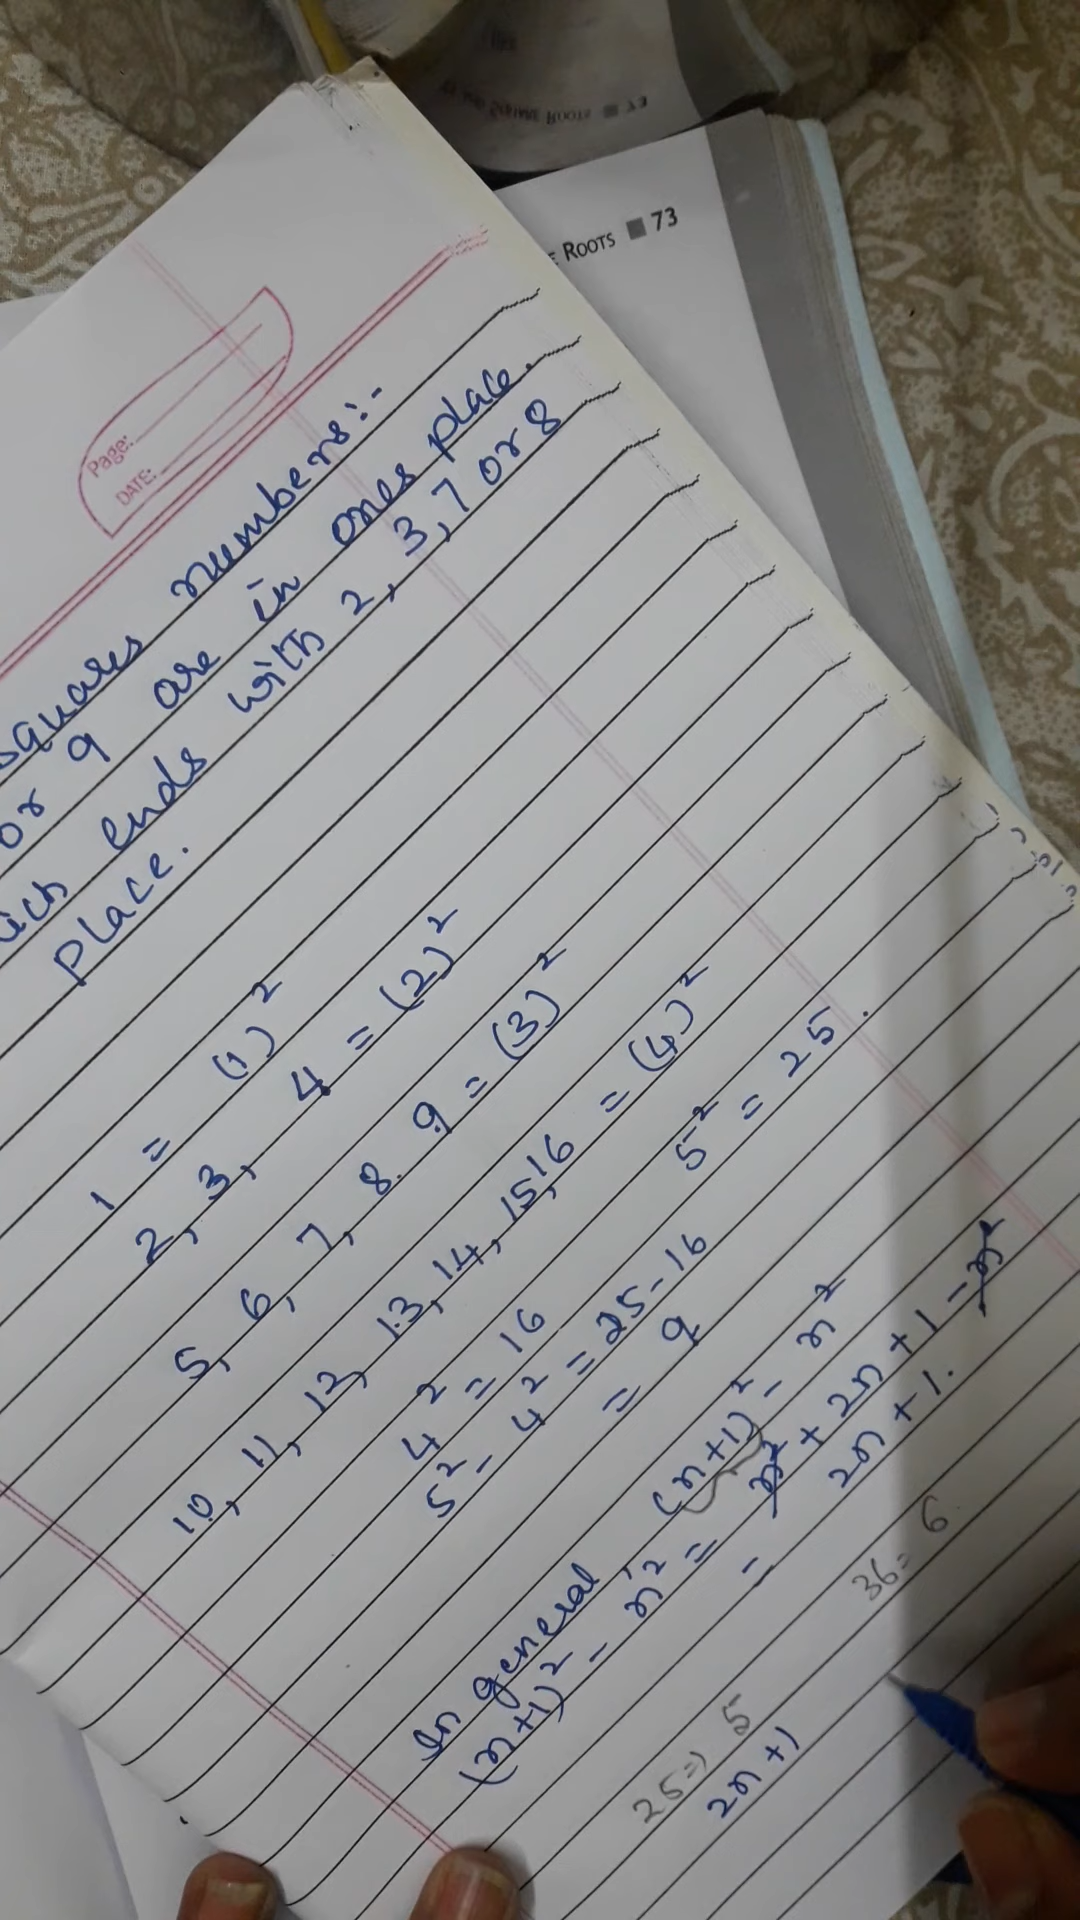 ROOTS ■ 73
Page:
DATE:
squares numbers:-
or 9 are in ones place.
ends with 2, 3, 7 or 8
place.
1 = (1)²
2, 3, 4 = (2)²
5, 6, 7, 8. 9 = (3)²
10, 11, 12, 13, 14, 15, 16 = (4)²
4² = 16 5² = 25.
5² - 4² = 25 - 16
= 9
In general (n+1)² - n²
(n+1)² - n² = n² + 2n + 1 - n²
= 2n + 1.
25 => 5 36 = 6
2n + 1